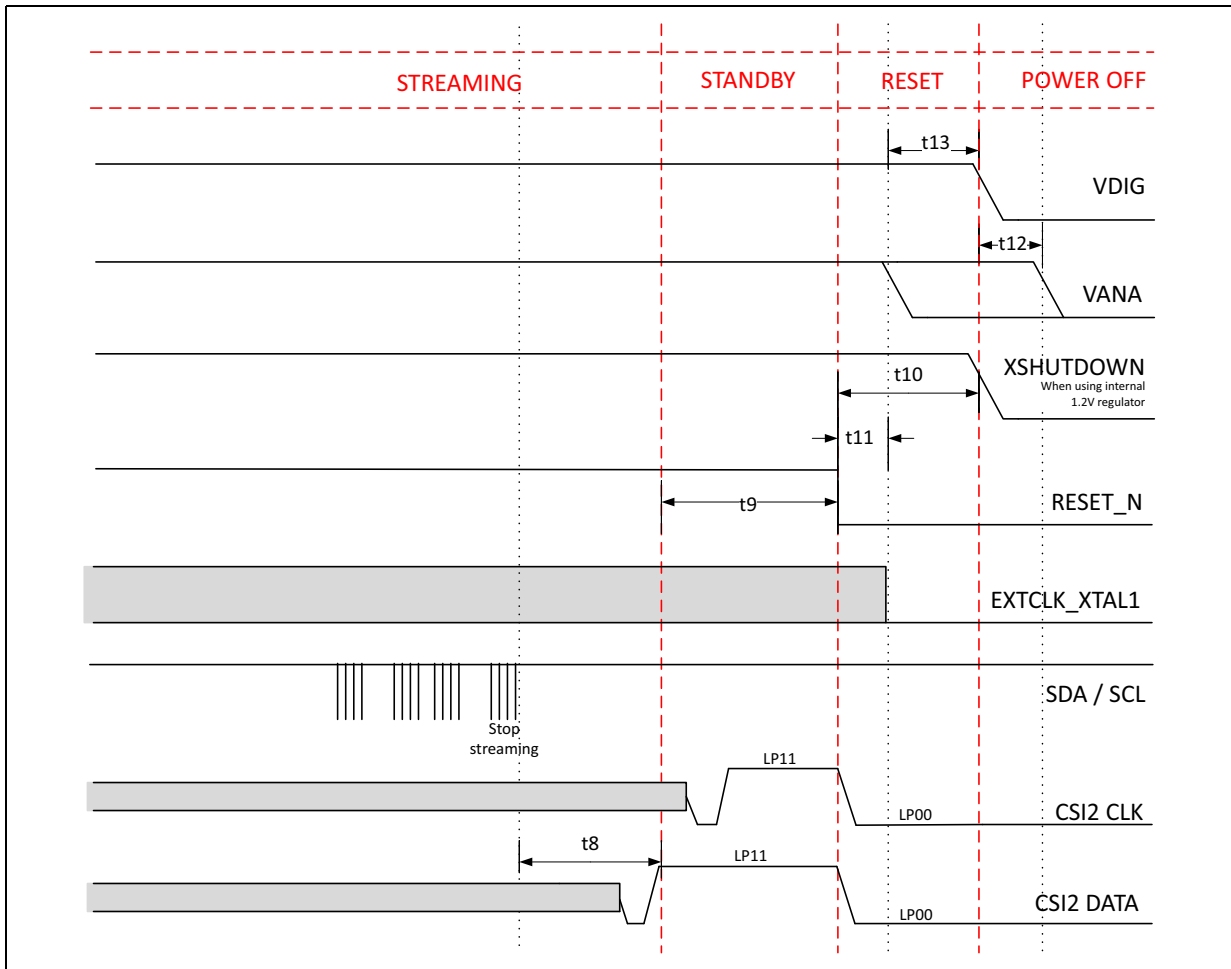 STREAMING
STANDBY
RESET
POWER OFF
t13
VDIG
t12
VANA
XSHUTDOWN
When using internal
1.2V regulator
t10
t11
RESET_N
t9
EXTCLK_XTAL1
SDA / SCL
Stop
streaming
LP11
LP00
CSI2 CLK
t8
LP11
LP00
CSI2 DATA